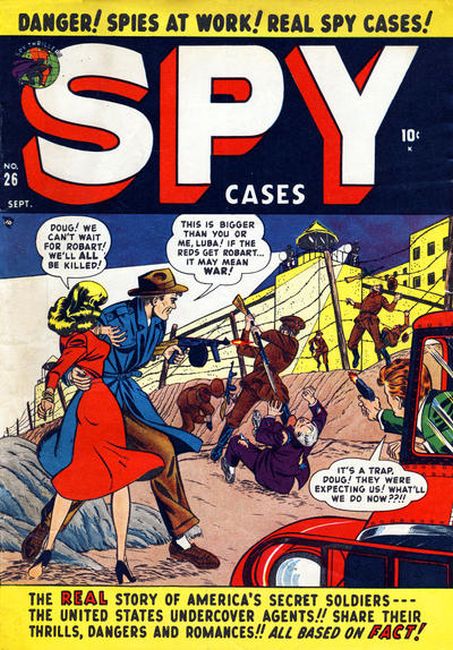 DANGER! SPIES AT WORK! REAL SPY CASES!
SPY THRILLER
SPY
10¢
NO.
26
SEPT.
CASES
DOUG! WE
CAN'T WAIT
FOR ROBART!
WE'LL ALL
BE KILLED!
THIS IS BIGGER
THAN YOU OR
ME, LUBA! IF THE
REDS GET ROBART...
IT MAY MEAN
WAR!
IT'S A TRAP,
DOUG! THEY WERE
EXPECTING US! WHAT'LL
WE DO NOW??!!
THE REAL STORY OF AMERICA'S SECRET SOLDIERS---
THE UNITED STATES UNDERCOVER AGENTS!! SHARE THEIR
THRILLS, DANGERS AND ROMANCES!! ALL BASED ON FACT!